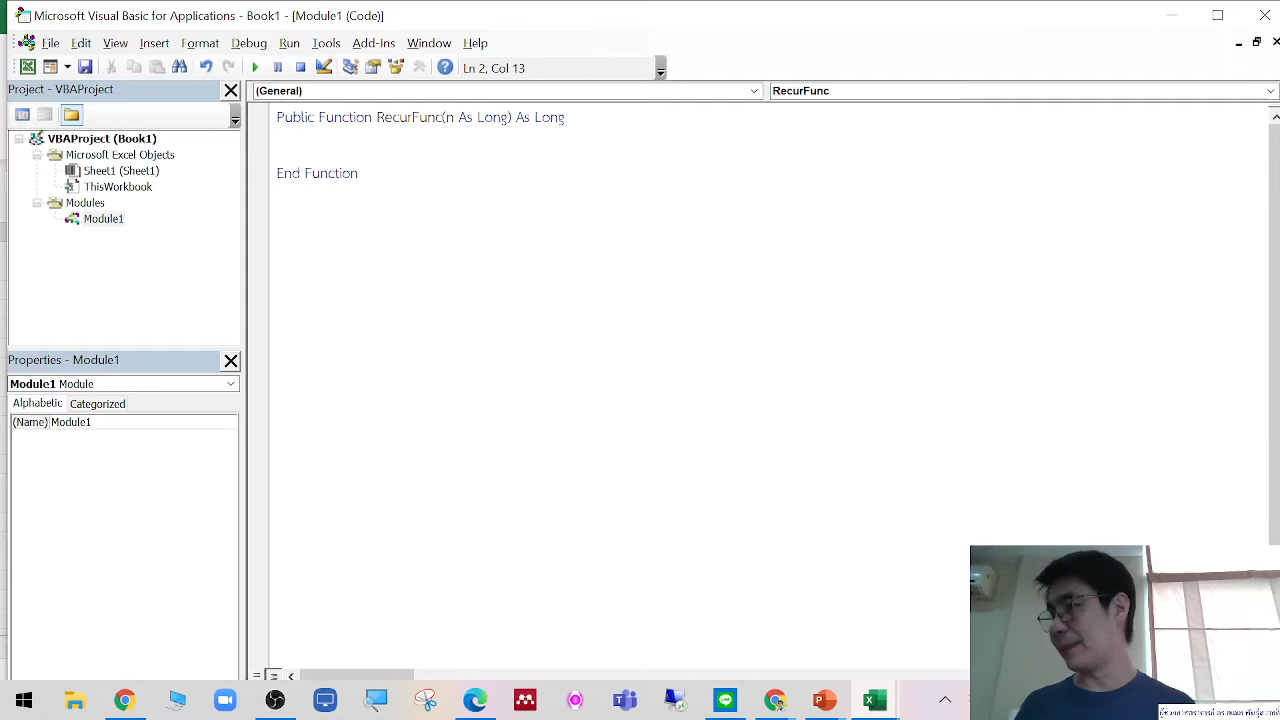 Microsoft Visual Basic for Applications - Book1 - [Module1 (Code)]
File Edit View Insert Format Debug Run Tools Add-Ins Window Help
Ln 2, Col 13
Project - VBAProject
(General)
RecurFunc
VBAProject (Book1)
Microsoft Excel Objects
Sheet1 (Sheet1)
ThisWorkbook
Modules
Module1
Public Function RecurFunc(n As Long) As Long
End Function
Properties - Module1
Module1 Module
Alphabetic Categorized
(Name) Module1